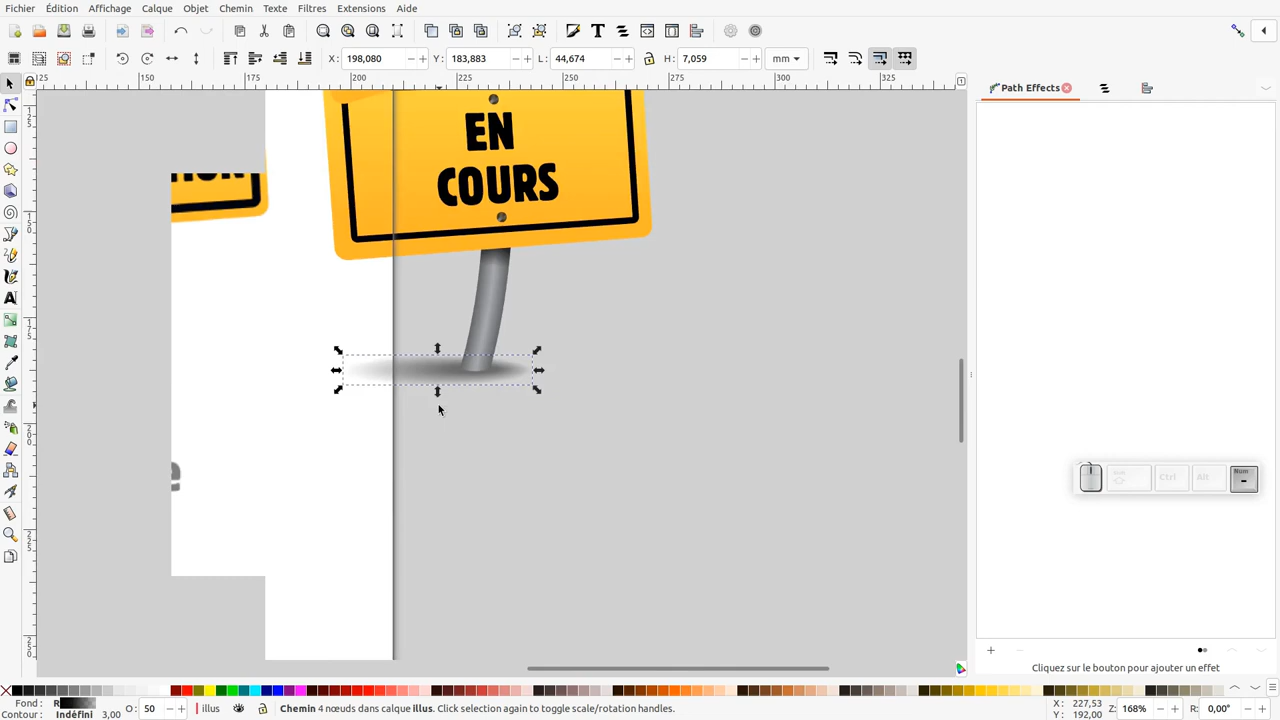 Fichier Édition Affichage Calque Objet Chemin Texte Filtres Extensions Aide
X: 198,080 − + Y: 183,883 − + L: 44,674 − + H: 7,059 − + mm
25 150 175 200 225 250 275 300 325
Path Effects
EN
COURS
e
Ctrl Alt Num
-
Cliquez sur le bouton pour ajouter un effet
Fond : R
Contour : Indéfini 3,00
O: 50 − +
illus
Chemin 4 nœuds dans calque illus. Click selection again to toggle scale/rotation handles.
X: 227,53
Y: 192,00
Z: 168% − + R: 0,00° − +